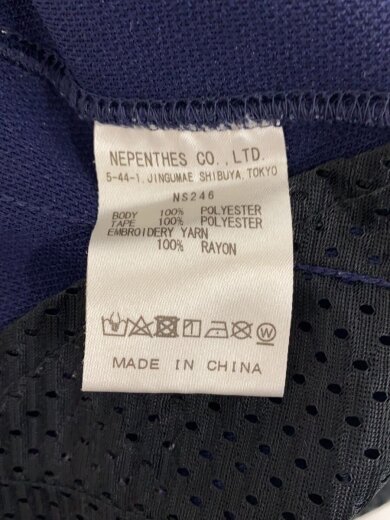 NEPENTHES CO., LTD.
5-44-1, JINGUMAE SHIBUYA, TOKYO
NS246
BODY 100% POLYESTER
TAPE 100% POLYESTER
EMBROIDERY YARN
100% RAYON
MADE IN CHINA